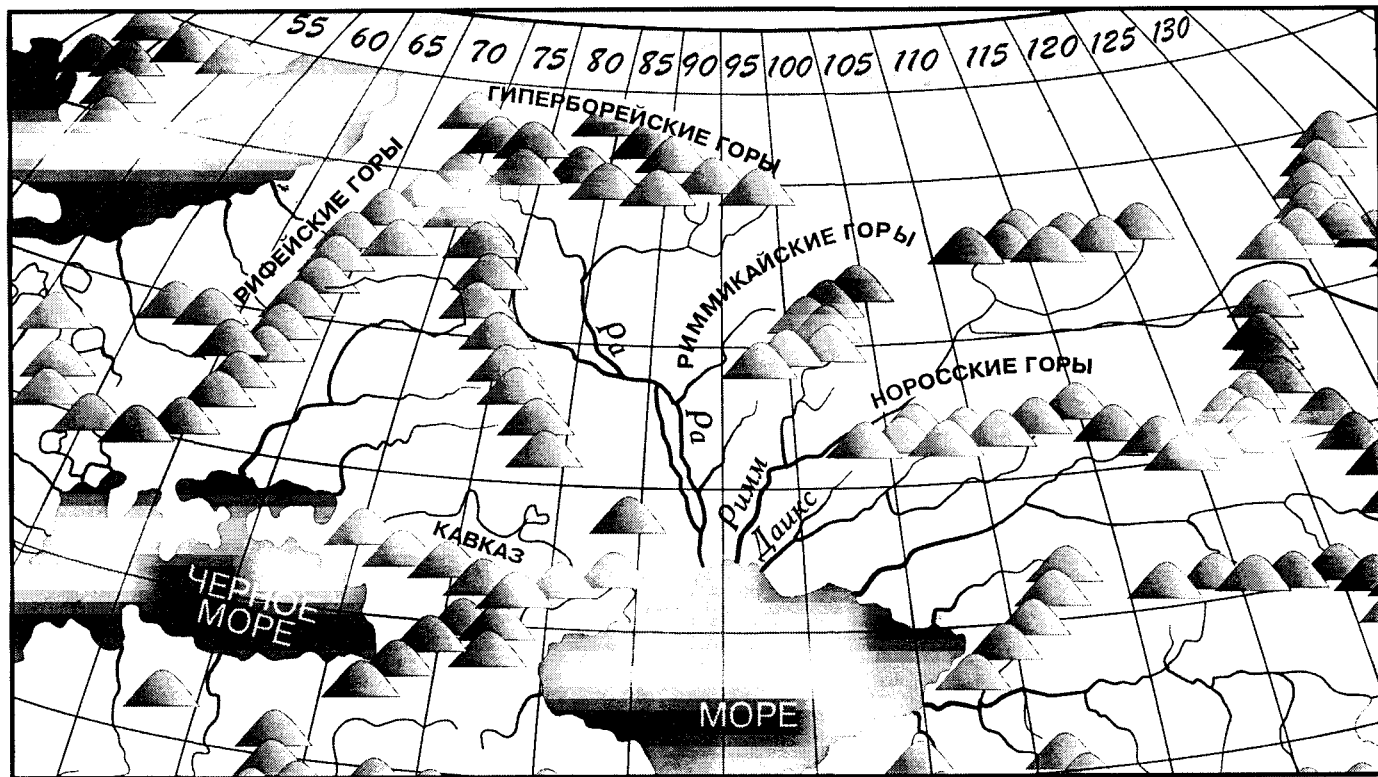 55 60 65 70 75 80 85 90 95 100 105 110 115 120 125 130
ГИПЕРБОРЕЙСКИЕ ГОРЫ
РИФЕЙСКИЕ ГОРЫ
РИММИКАЙСКИЕ ГОРЫ
Ра
НОРОССКИЕ ГОРЫ
Ра
Римм
Даикс
КАВКАЗ
ЧЕРНОЕ
МОРЕ
МОРЕ